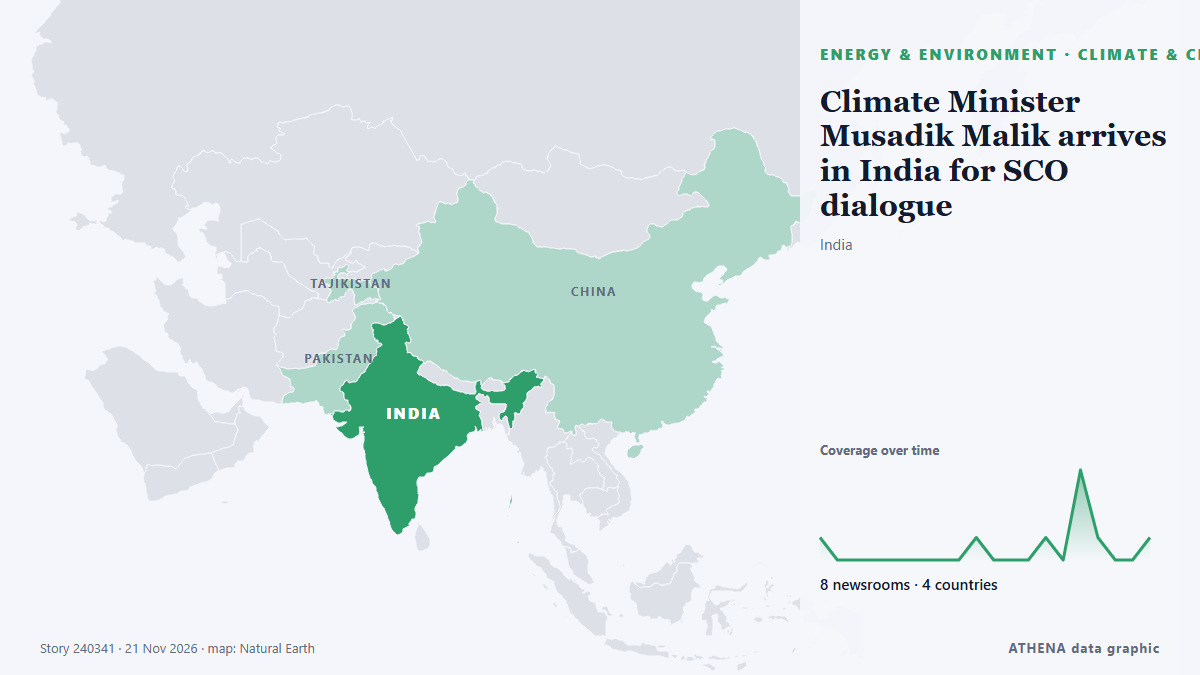 ENERGY & ENVIRONMENT · CLIMATE &
Climate Minister
Musadik Malik arrives
in India for SCO
dialogue
India
TAJIKISTAN
CHINA
PAKISTAN
INDIA
Coverage over time
8 newsrooms · 4 countries
Story 240341 · 21 Nov 2026 · map: Natural Earth
ATHENA data graphic